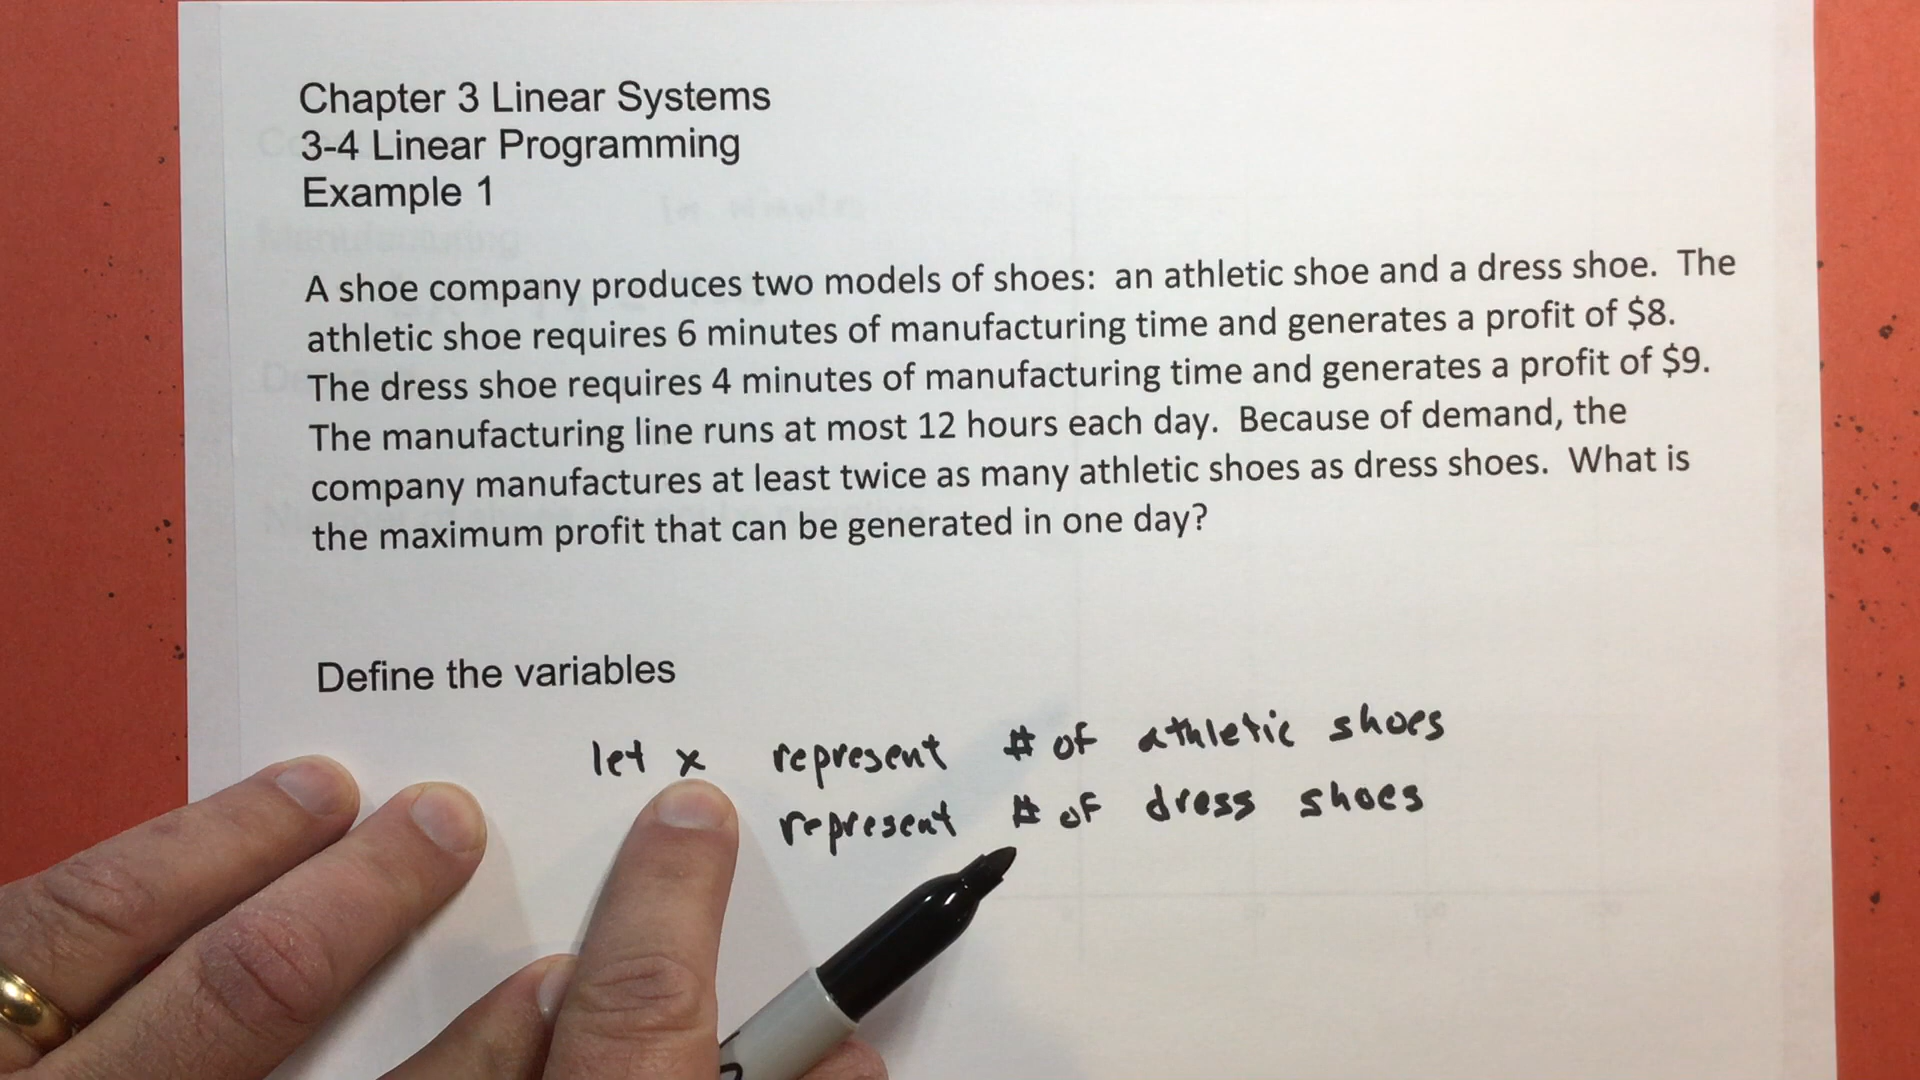 Chapter 3 Linear Systems
3-4 Linear Programming
Example 1
A shoe company produces two models of shoes: an athletic shoe and a dress shoe. The
athletic shoe requires 6 minutes of manufacturing time and generates a profit of $8.
The dress shoe requires 4 minutes of manufacturing time and generates a profit of $9.
The manufacturing line runs at most 12 hours each day. Because of demand, the
company manufactures at least twice as many athletic shoes as dress shoes. What is
the maximum profit that can be generated in one day?
Define the variables
let x represent # of athletic shoes
represent # of dress shoes